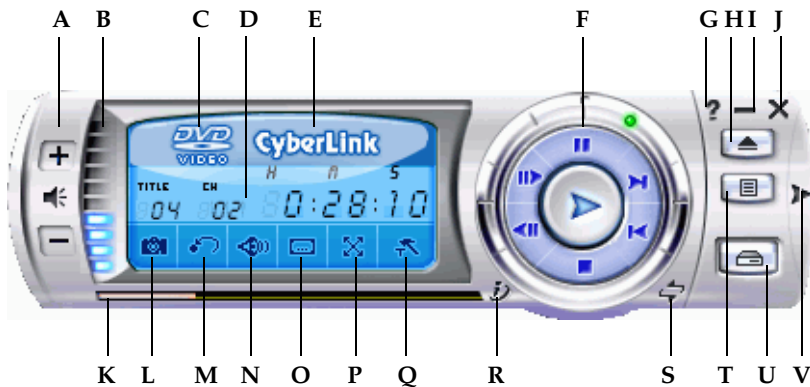 A B C D E F G H I J
?
DVD CyberLink
VIDEO
H M S
TITLE CH
04 02 0:28:10
i
K L M N O P Q R S T U V